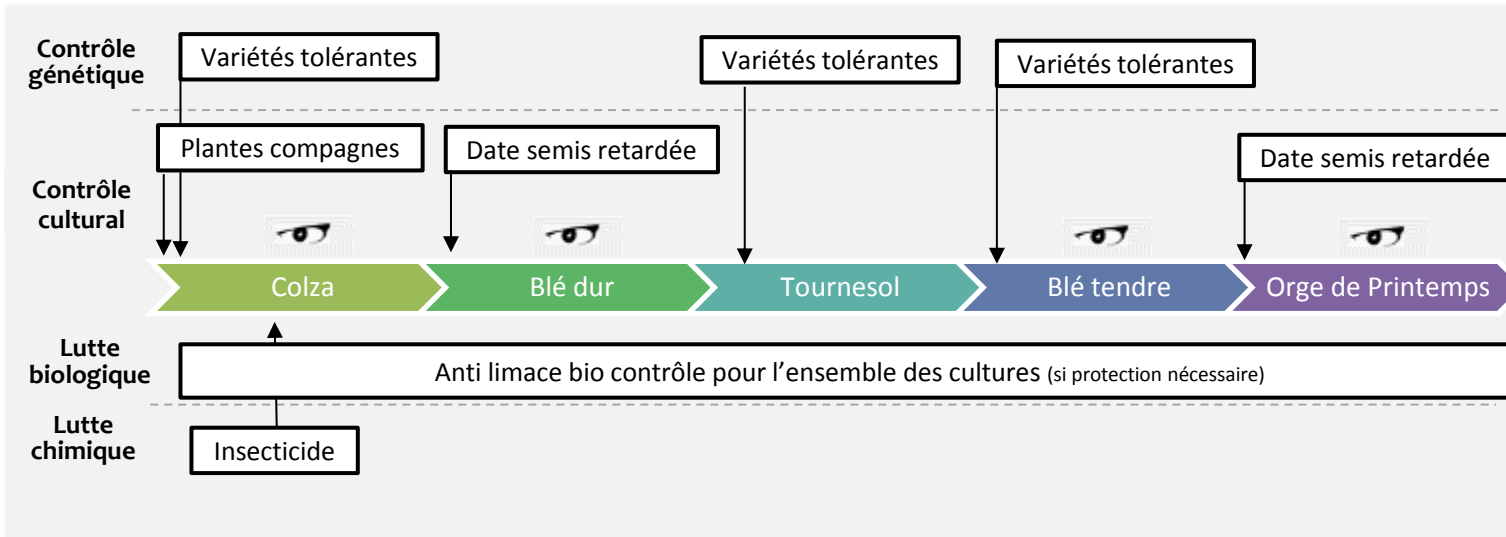 Contrôle
génétique
Variétés tolérantes
Variétés tolérantes
Variétés tolérantes
Contrôle
cultural
Plantes compagnes
Date semis retardée
Date semis retardée
Colza
Blé dur
Tournesol
Blé tendre
Orge de Printemps
Lutte
biologique
Anti limace bio contrôle pour l'ensemble des cultures (si protection nécessaire)
Lutte
chimique
Insecticide